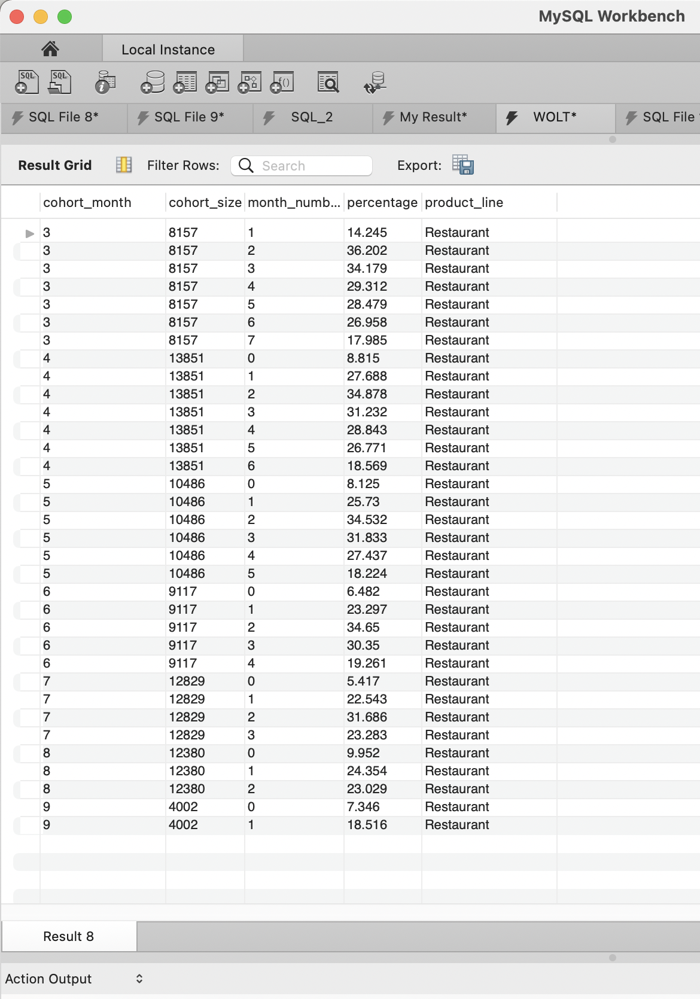 MySQL Workbench
Local Instance
SQL SQL i f()
SQL File 8* SQL File 9* SQL_2 My Result* WOLT* SQL File
Result Grid Filter Rows: Search Export:
cohort_month cohort_size month_numb... percentage product_line
3 8157 1 14.245 Restaurant
3 8157 2 36.202 Restaurant
3 8157 3 34.179 Restaurant
3 8157 4 29.312 Restaurant
3 8157 5 28.479 Restaurant
3 8157 6 26.958 Restaurant
3 8157 7 17.985 Restaurant
4 13851 0 8.815 Restaurant
4 13851 1 27.688 Restaurant
4 13851 2 34.878 Restaurant
4 13851 3 31.232 Restaurant
4 13851 4 28.843 Restaurant
4 13851 5 26.771 Restaurant
4 13851 6 18.569 Restaurant
5 10486 0 8.125 Restaurant
5 10486 1 25.73 Restaurant
5 10486 2 34.532 Restaurant
5 10486 3 31.833 Restaurant
5 10486 4 27.437 Restaurant
5 10486 5 18.224 Restaurant
6 9117 0 6.482 Restaurant
6 9117 1 23.297 Restaurant
6 9117 2 34.65 Restaurant
6 9117 3 30.35 Restaurant
6 9117 4 19.261 Restaurant
7 12829 0 5.417 Restaurant
7 12829 1 22.543 Restaurant
7 12829 2 31.686 Restaurant
7 12829 3 23.283 Restaurant
8 12380 0 9.952 Restaurant
8 12380 1 24.354 Restaurant
8 12380 2 23.029 Restaurant
9 4002 0 7.346 Restaurant
9 4002 1 18.516 Restaurant
Result 8
Action Output